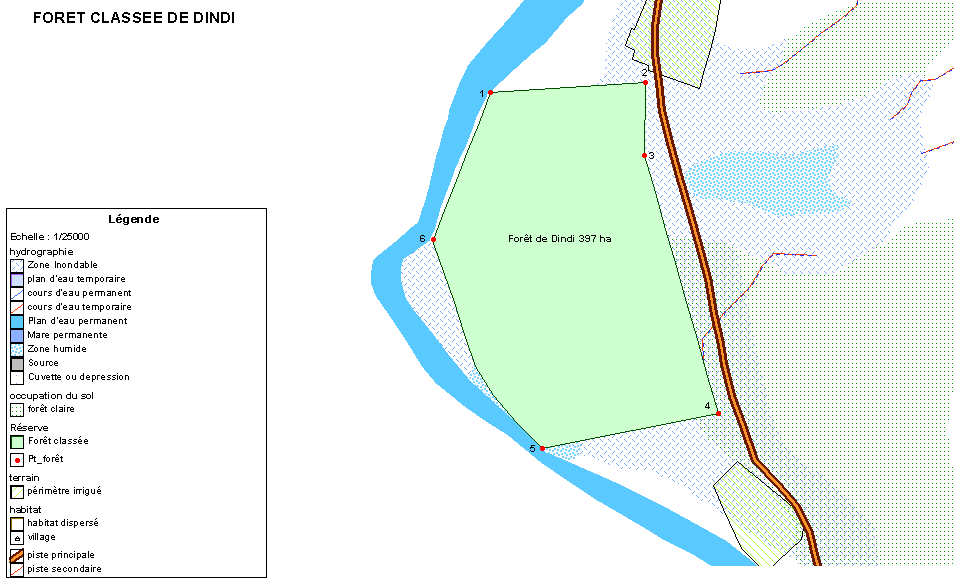 FORET CLASSEE DE DINDI
1
2
3
6
Forêt de Dindi 397 ha
4
5
Légende
Echelle : 1/25000
hydrographie
Zone Inondable
plan d'eau temporaire
cours d'eau permanent
cours d'eau temporaire
Plan d'eau permanent
Mare permanente
Zone humide
Source
Cuvette ou depression
occupation du sol
forêt claire
Réserve
Forêt classée
Pt_forêt
terrain
périmètre irrigué
habitat
habitat dispersé
village
piste principale
piste secondaire